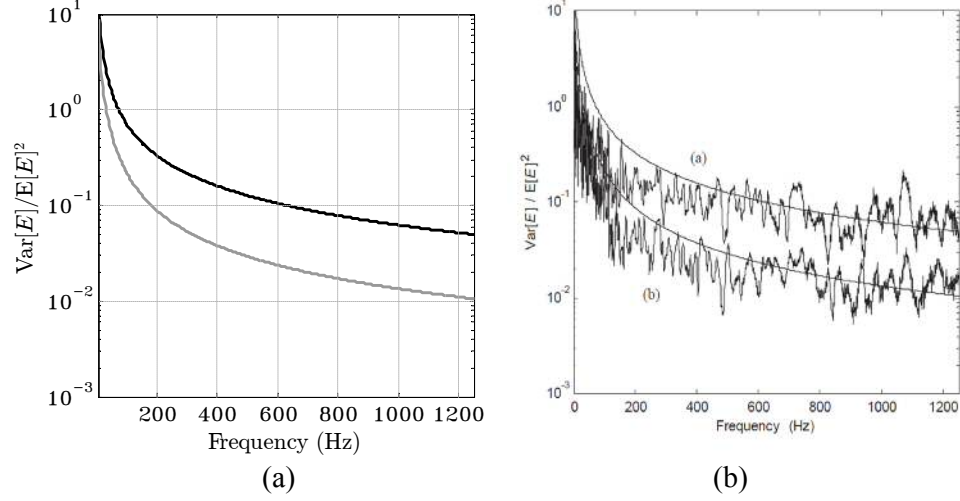 10^1
10^0
10^-1
10^-2
10^-3
Var[E]/E[E]^2
200 400 600 800 1000 1200
Frequency (Hz)
(a)
10^1
10^0
10^-1
10^-2
10^-3
Var[E] / E[E]^2
(a)
(b)
0 200 400 600 800 1000 1200
Frequency (Hz)
(b)